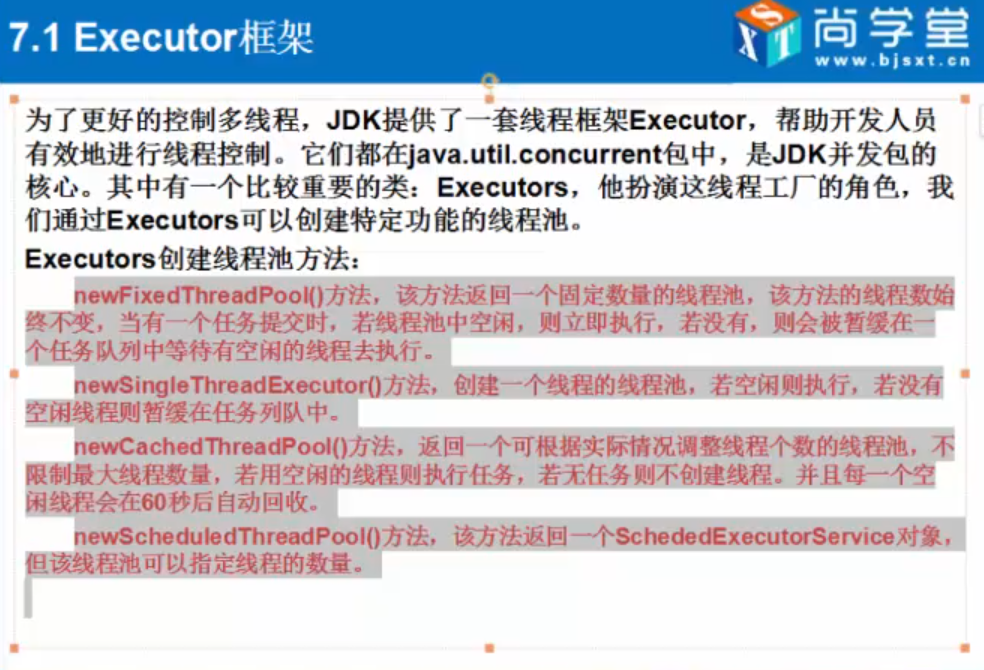 7.1 Executor框架
SXT
尚学堂
www.bjsxt.cn
为了更好的控制多线程，JDK提供了一套线程框架Executor，帮助开发人员
有效地进行线程控制。它们都在java.util.concurrent包中，是JDK并发包的
核心。其中有一个比较重要的类：Executors，他扮演这线程工厂的角色，我
们通过Executors可以创建特定功能的线程池。
Executors创建线程池方法：
newFixedThreadPool()方法，该方法返回一个固定数量的线程池，该方法的线程数始
终不变，当有一个任务提交时，若线程池中空闲，则立即执行，若没有，则会被暂缓在一
个任务队列中等待有空闲的线程去执行。
newSingleThreadExecutor()方法，创建一个线程的线程池，若空闲则执行，若没有
空闲线程则暂缓在任务列队中。
newCachedThreadPool()方法，返回一个可根据实际情况调整线程个数的线程池，不
限制最大线程数量，若用空闲的线程则执行任务，若无任务则不创建线程。并且每一个空
闲线程会在60秒后自动回收。
newScheduledThreadPool()方法，该方法返回一个SchededExecutorService对象，
但该线程池可以指定线程的数量。